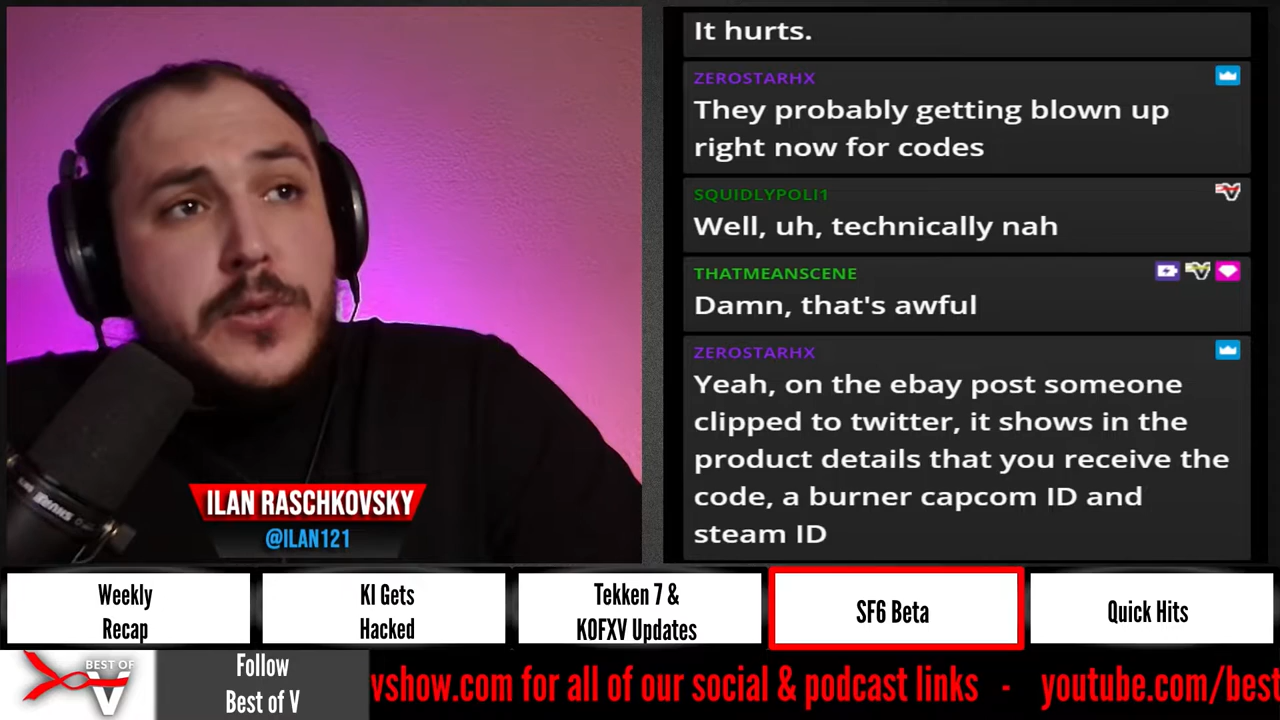 It hurts.
ZEROSTARHX
They probably getting blown up
right now for codes
SQUIDLYPOLI1
Well, uh, technically nah
THATMEANSCENE
Damn, that's awful
ZEROSTARHX
Yeah, on the ebay post someone
clipped to twitter, it shows in the
product details that you receive the
code, a burner capcom ID and
steam ID
SHURE
ILAN RASCHKOVSKY
@ILAN121
Weekly
Recap
KI Gets
Hacked
Tekken 7 &
KOFXV Updates
SF6 Beta
Quick Hits
BEST OF
V
Follow
Best of V
vshow.com for all of our social & podcast links - youtube.com/best